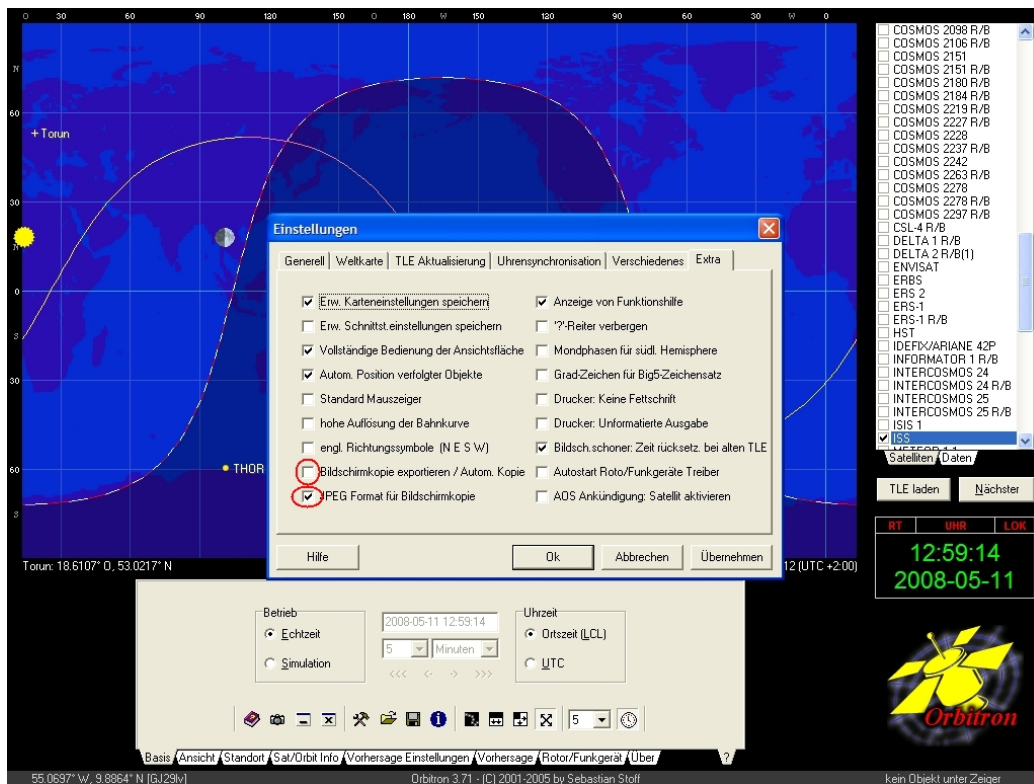 0 30 60 90 120 150 O 180 W 150 120 90 60 30 W 0
N
60
+ Torun
30
N
0
S
30
60
THOR
S
COSMOS 2098 R/B
COSMOS 2106 R/B
COSMOS 2151
COSMOS 2151 R/B
COSMOS 2180 R/B
COSMOS 2184 R/B
COSMOS 2219 R/B
COSMOS 2227 R/B
COSMOS 2228
COSMOS 2237 R/B
COSMOS 2242
COSMOS 2263 R/B
COSMOS 2278
COSMOS 2278 R/B
COSMOS 2297 R/B
CSL-4 R/B
DELTA 1 R/B
DELTA 2 R/B(1)
ENVISAT
ERBS
ERS 2
ERS-1
ERS-1 R/B
HST
IDEFIX/ARIANE 42P
INFORMATOR 1 R/B
INTERCOSMOS 24
INTERCOSMOS 24 R/B
INTERCOSMOS 25
INTERCOSMOS 25 R/B
ISIS 1
ISS
Satelliten Daten
TLE laden Nächster
RT UHR LOK
12:59:14
2008-05-11
Orbitron
Einstellungen
Generell Weltkarte TLE Aktualisierung Uhrensynchronisation Verschiedenes Extra
Erw. Karteneinstellungen speichern
Erw. Schnittst.einstellungen speichern
Vollständige Bedienung der Ansichtsfläche
Autom. Position verfolgter Objekte
Standard Mauszeiger
hohe Auflösung der Bahnkurve
engl. Richtungssymbole (N E S W)
Bildschirmkopie exportieren / Autom. Kopie
JPEG Format für Bildschirmkopie
Anzeige von Funktionshilfe
'?'-Reiter verbergen
Mondphasen für südl. Hemisphere
Grad-Zeichen für Big5-Zeichensatz
Drucker: Keine Fettschrift
Drucker: Unformatierte Ausgabe
Bildsch.schoner: Zeit rücksetz. bei alten TLE
Autostart Roto/Funkgeräte Treiber
AOS Ankündigung: Satellit aktivieren
Hilfe Ok Abbrechen Übernehmen
Torun: 18.6107° O, 53.0217° N 12 (UTC +2:00)
Betrieb
Echtzeit
Simulation
2008-05-11 12:59:14
5 Minuten
<<< <- -> >>>
Uhrzeit
Ortszeit (LCL)
UTC
5
Basis Ansicht Standort Sat/Orbit Info Vorhersage Einstellungen Vorhersage Rotor/Funkgerät Über ?
55.0697° W, 9.8864° N [GJ29lv] Orbitron 3.71 - (C) 2001-2005 by Sebastian Stoff kein Objekt unter Zeiger